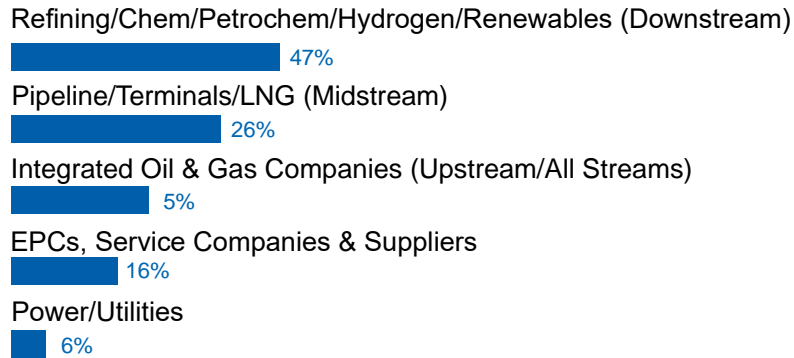 Refining/Chem/Petrochem/Hydrogen/Renewables (Downstream)
47%
Pipeline/Terminals/LNG (Midstream)
26%
Integrated Oil & Gas Companies (Upstream/All Streams)
5%
EPCs, Service Companies & Suppliers
16%
Power/Utilities
6%